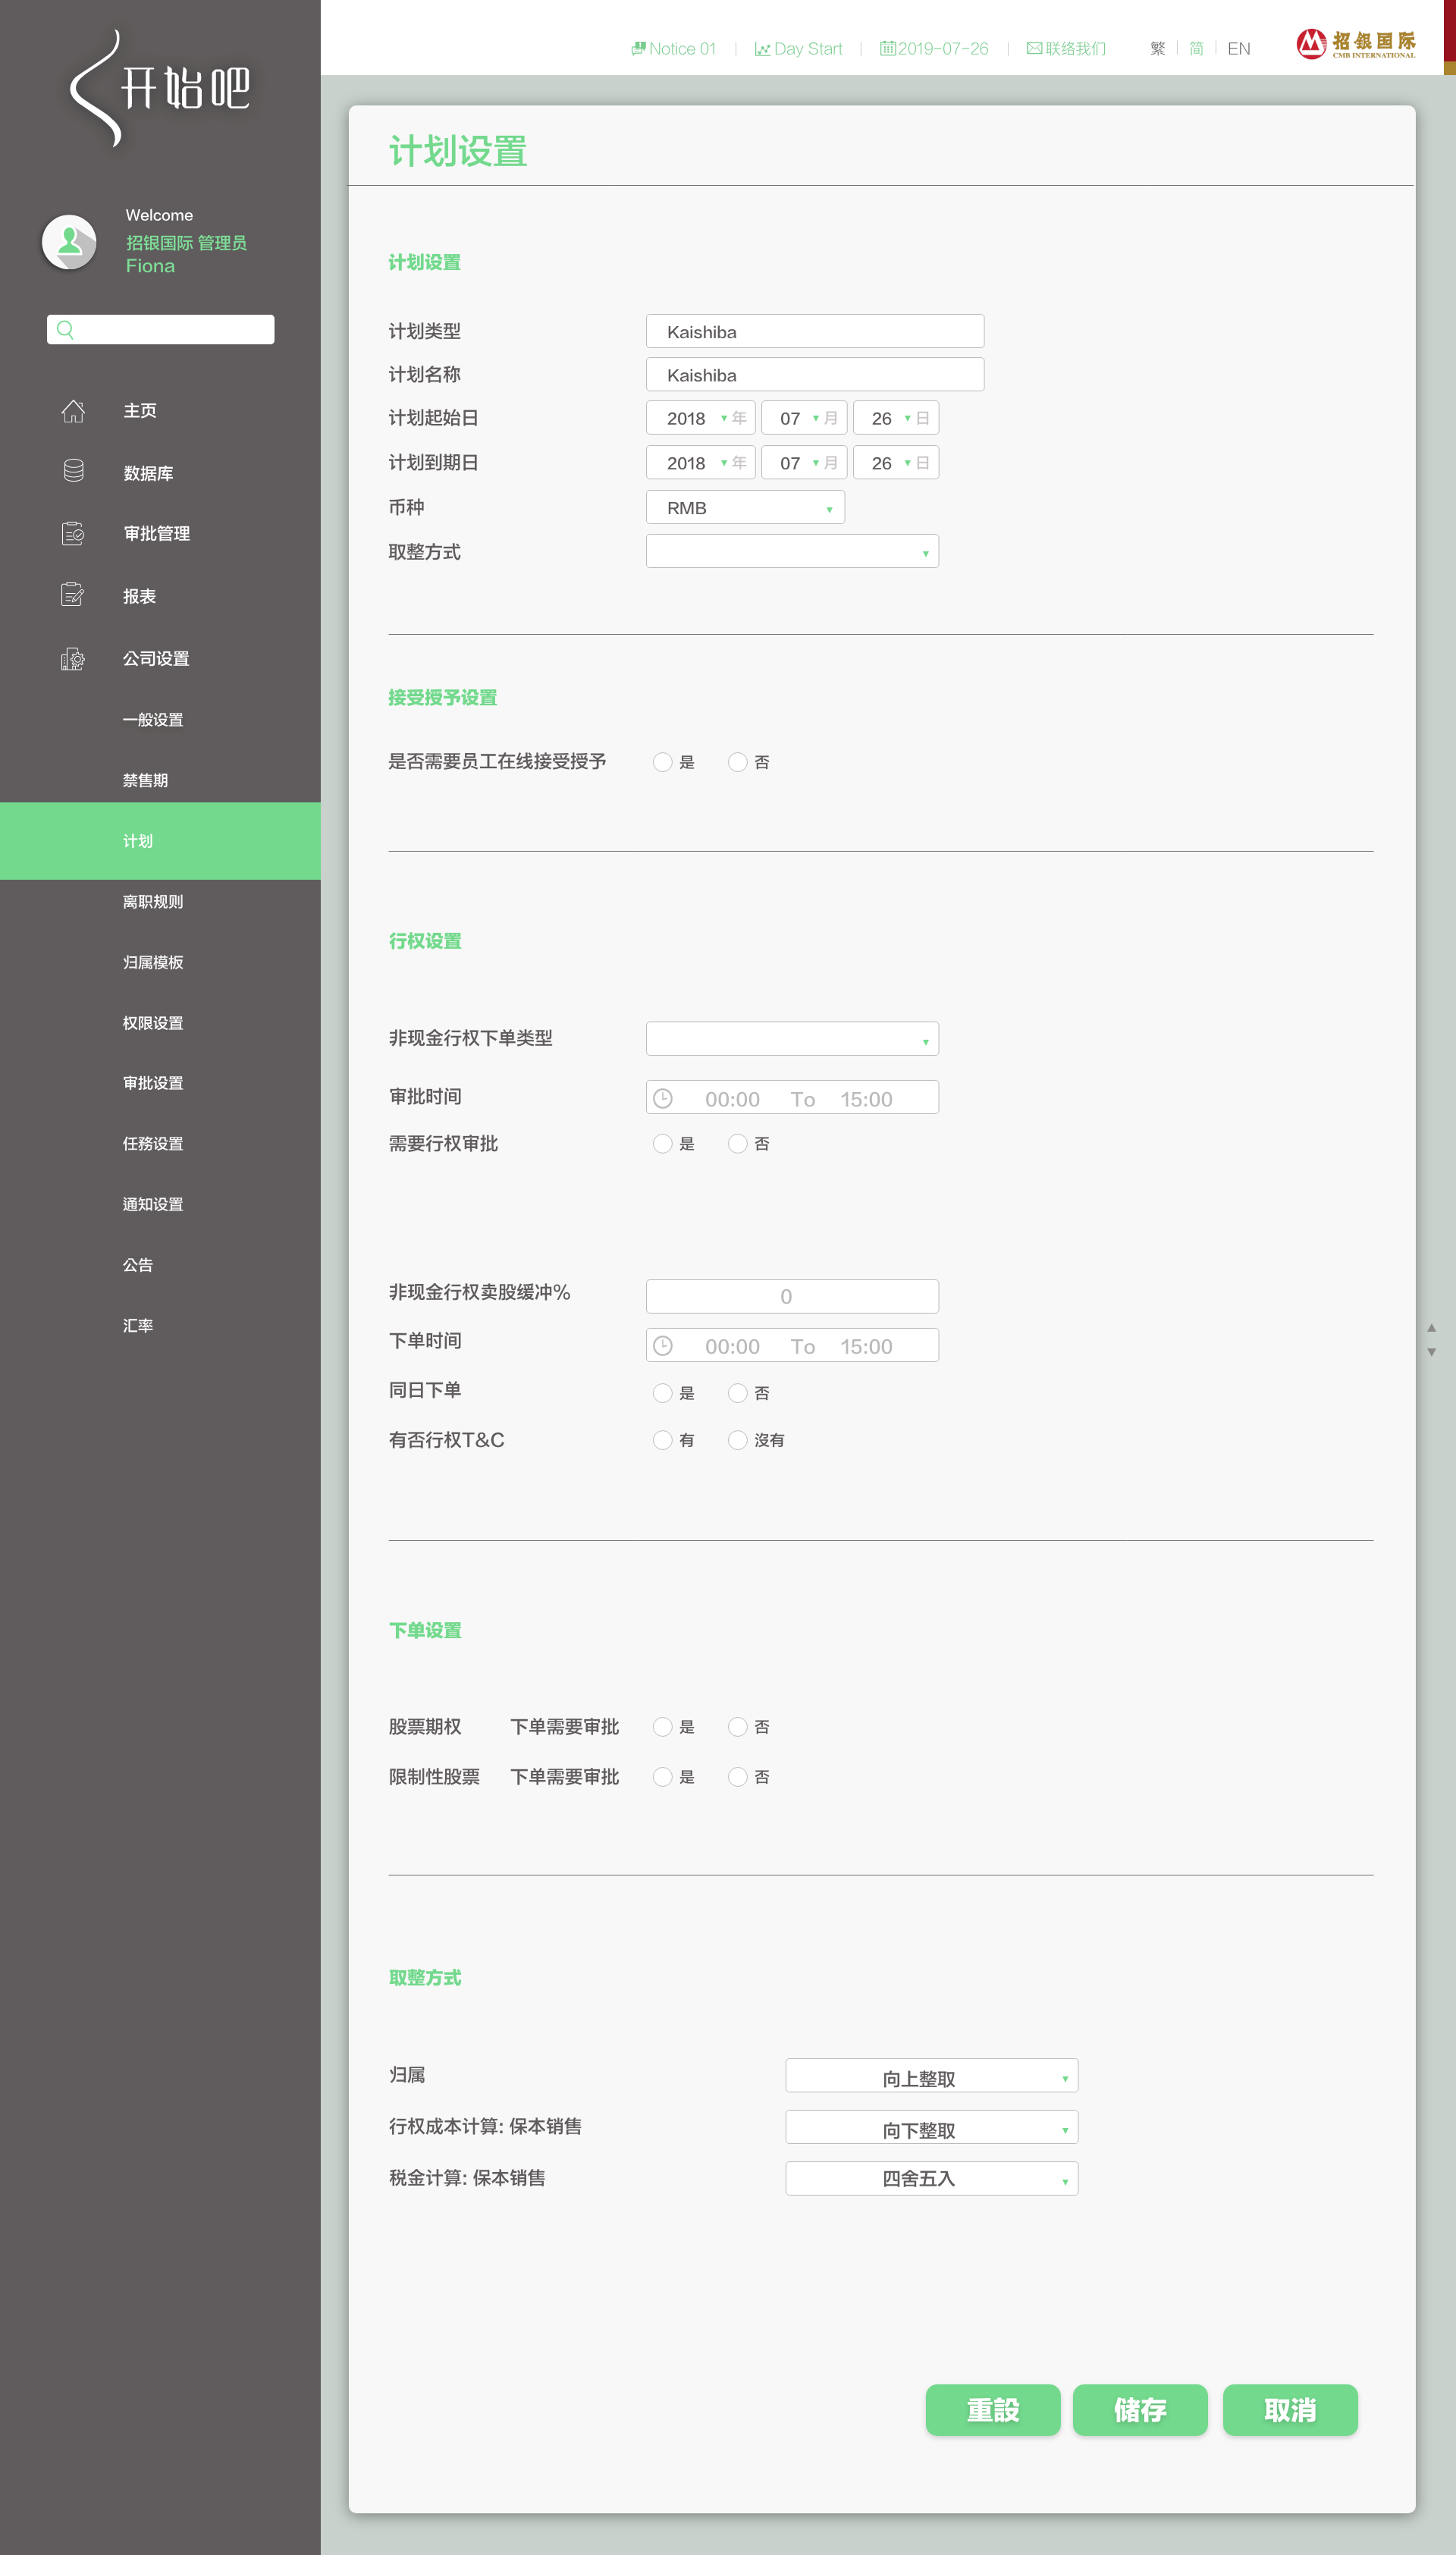 开始吧
Notice 01 | Day Start | 2019-07-26 | 联络我们 繁 | 简 | EN
招银国际
CMB INTERNATIONAL
Welcome
招银国际 管理员
Fiona
主页
数据库
审批管理
报表
公司设置
一般设置
禁售期
计划
离职规则
归属模板
权限设置
审批设置
任務设置
通知设置
公告
汇率
计划设置
计划设置
计划类型 Kaishiba
计划名称 Kaishiba
计划起始日 2018 年 07 月 26 日
计划到期日 2018 年 07 月 26 日
币种 RMB
取整方式
接受授予设置
是否需要员工在线接受授予 是 否
行权设置
非现金行权下单类型
审批时间 00:00 To 15:00
需要行权审批 是 否
非现金行权卖股缓冲% 0
下单时间 00:00 To 15:00
同日下单 是 否
有否行权T&C 有 沒有
下单设置
股票期权 下单需要审批 是 否
限制性股票 下单需要审批 是 否
取整方式
归属 向上整取
行权成本计算: 保本销售 向下整取
税金计算: 保本销售 四舍五入
重設 储存 取消